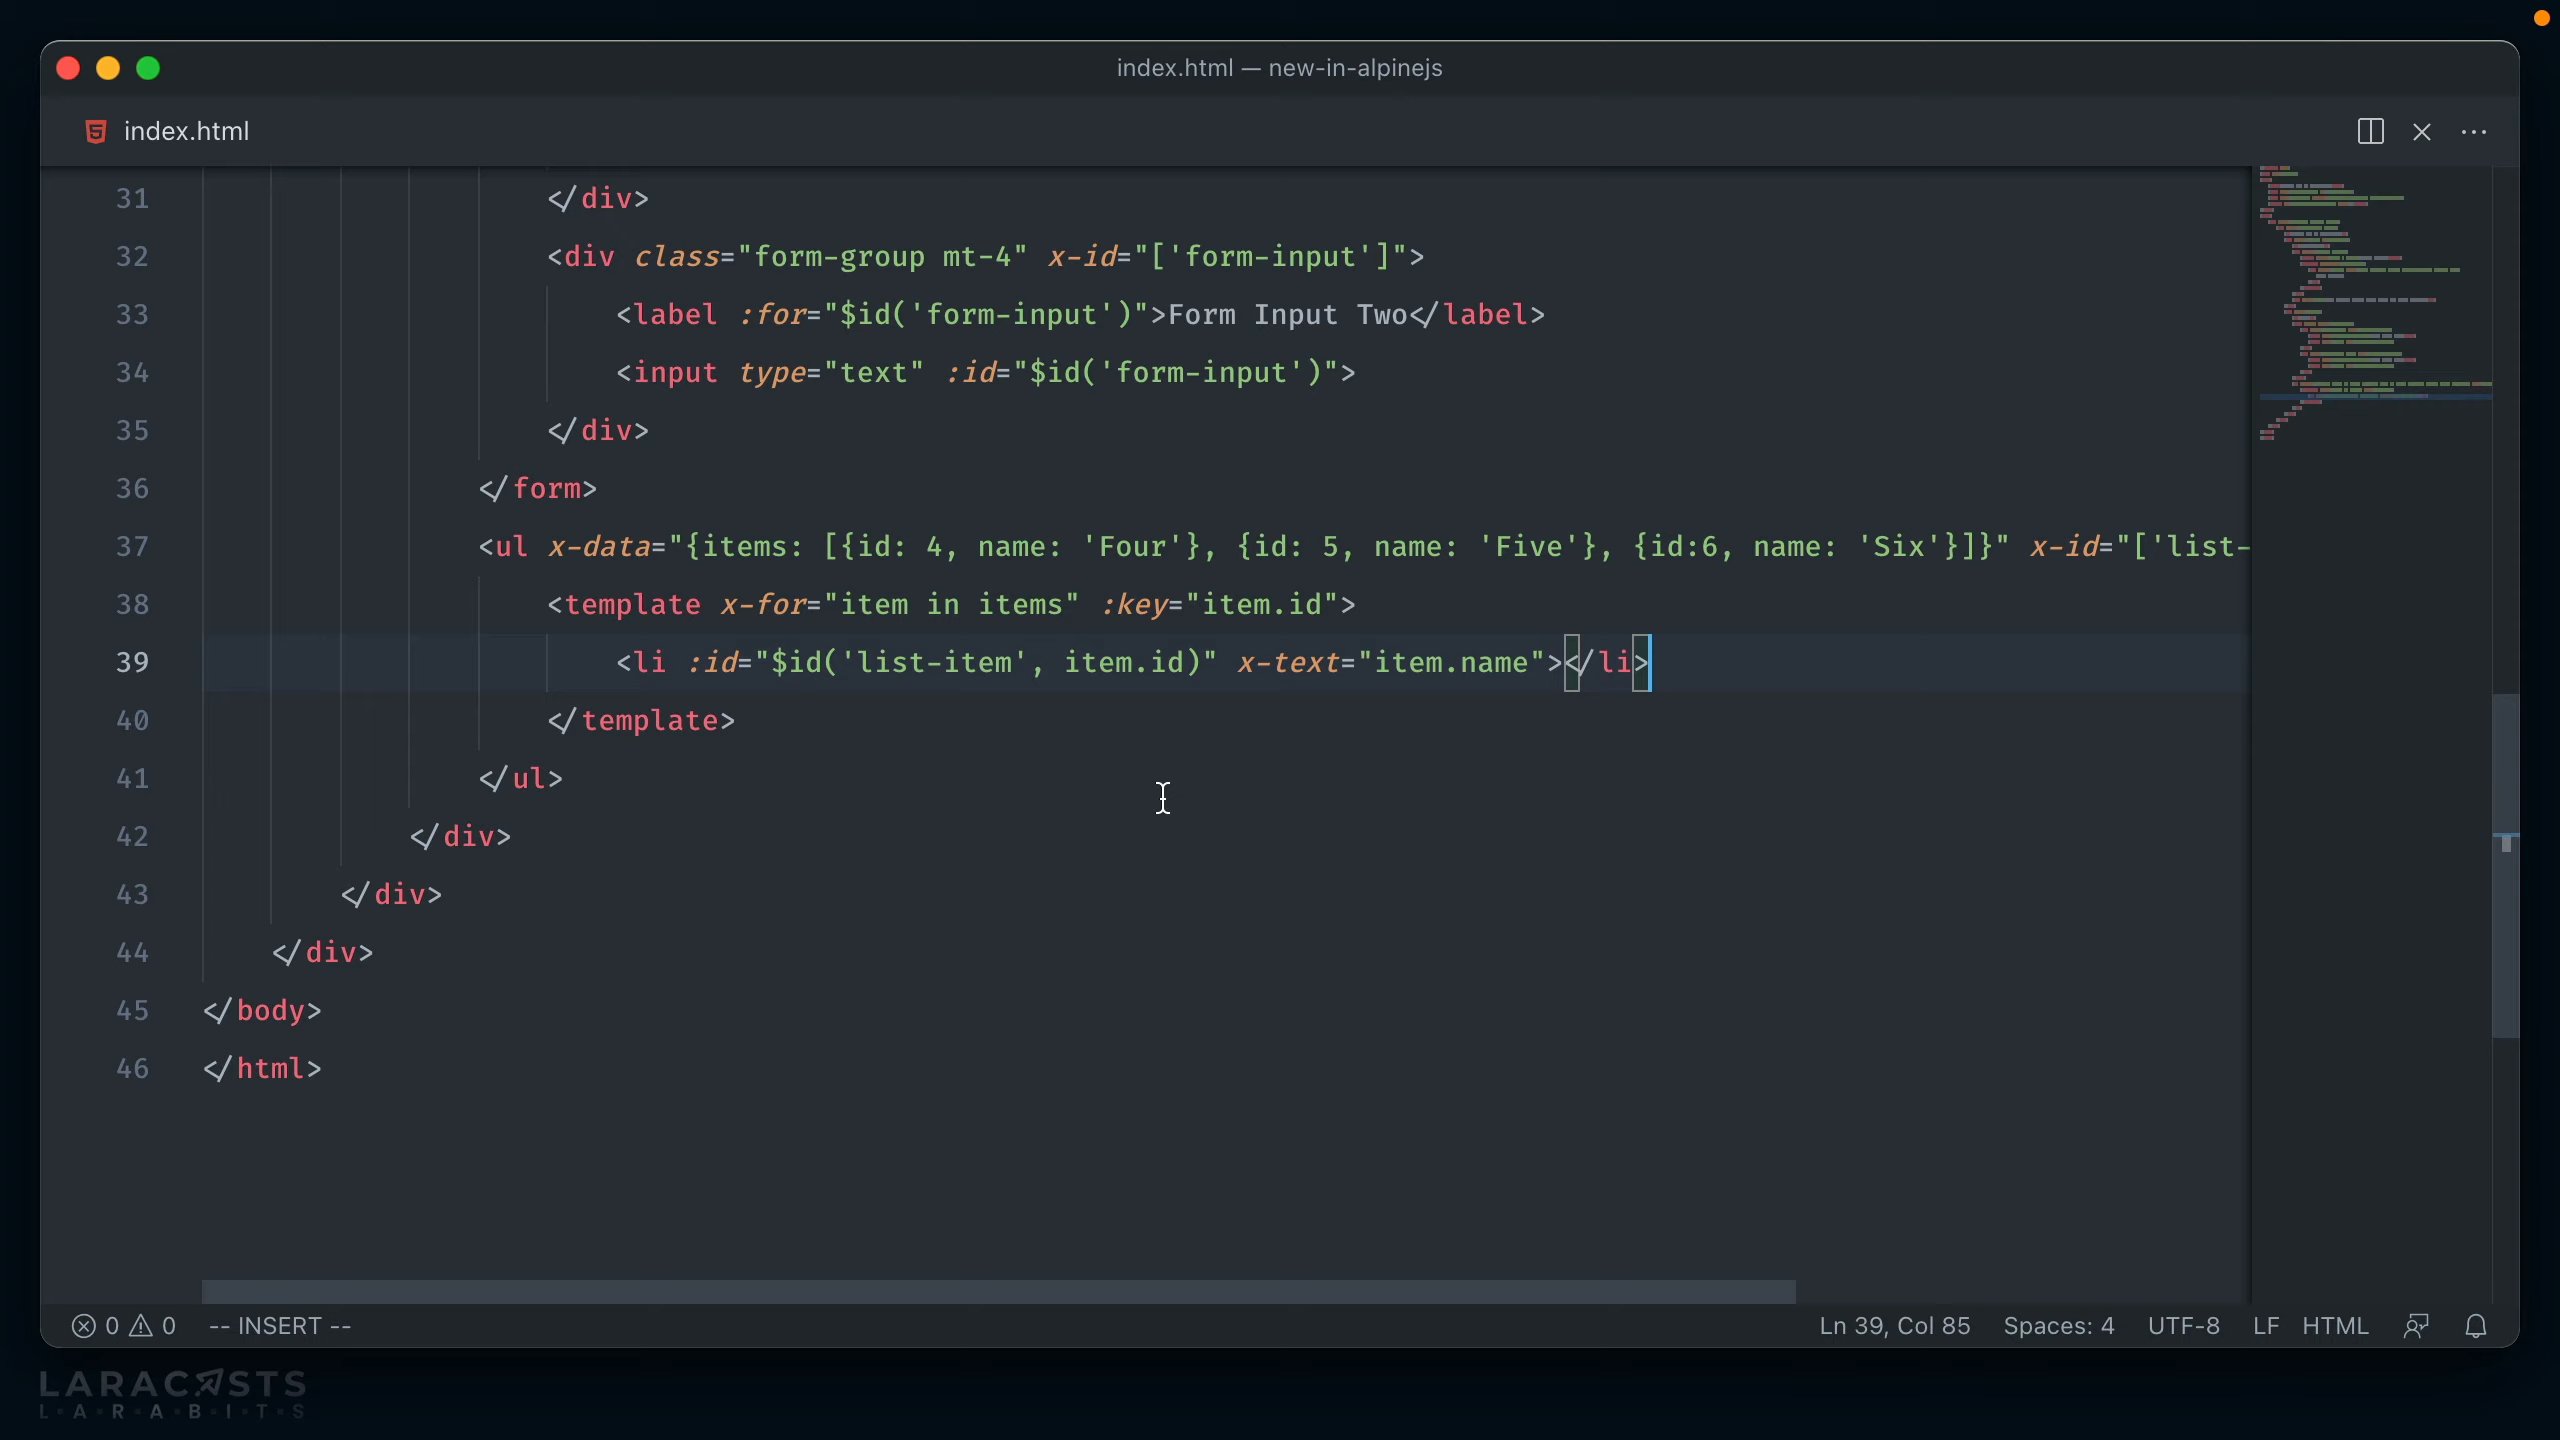 index.html — new-in-alpinejs
index.html
31 </div>
32 <div class="form-group mt-4" x-id="['form-input']">
33 <label :for="$id('form-input')">Form Input Two</label>
34 <input type="text" :id="$id('form-input')">
35 </div>
36 </form>
37 <ul x-data="{items: [{id: 4, name: 'Four'}, {id: 5, name: 'Five'}, {id:6, name: 'Six'}]}" x-id="['list-
38 <template x-for="item in items" :key="item.id">
39 <li :id="$id('list-item', item.id)" x-text="item.name"></li>
40 </template>
41 </ul>
42 </div>
43 </div>
44 </div>
45 </body>
46 </html>
0 0 -- INSERT -- Ln 39, Col 85 Spaces: 4 UTF-8 LF HTML
LARACASTS
L·A·R·A·B·I·T·S